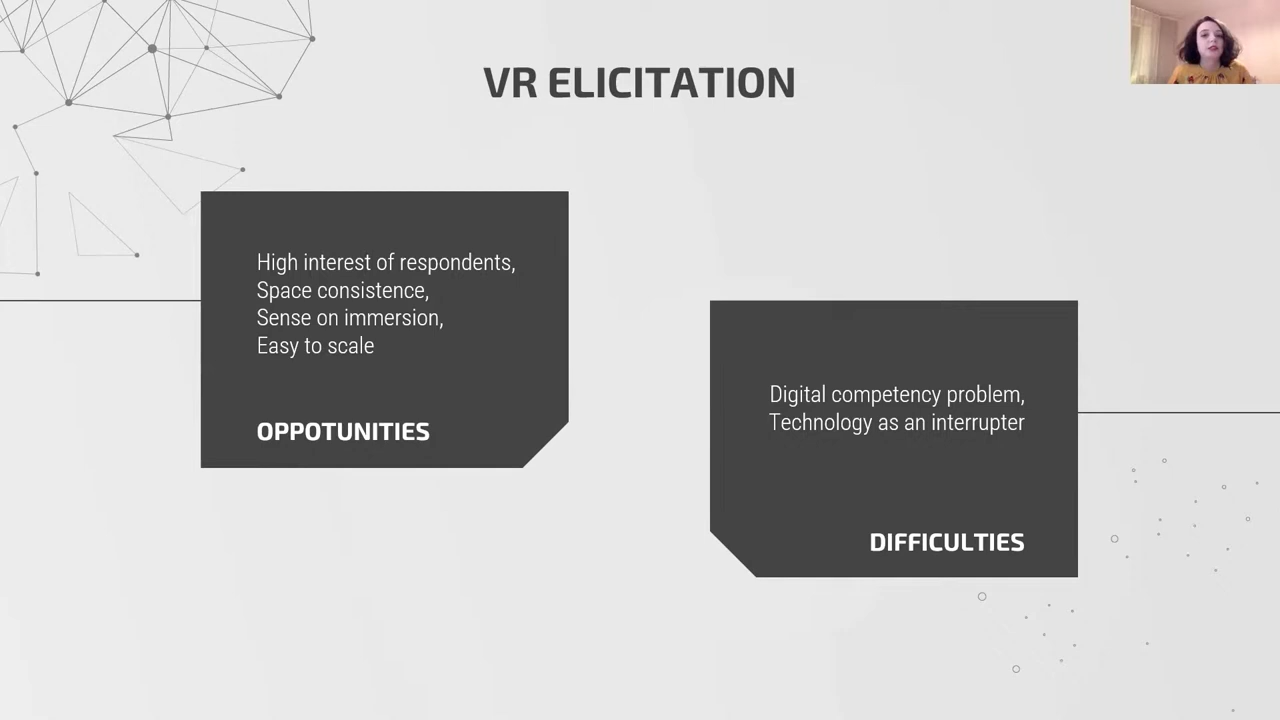 VR ELICITATION
High interest of respondents,
Space consistence,
Sense on immersion,
Easy to scale
OPPOTUNITIES
Digital competency problem,
Technology as an interrupter
DIFFICULTIES